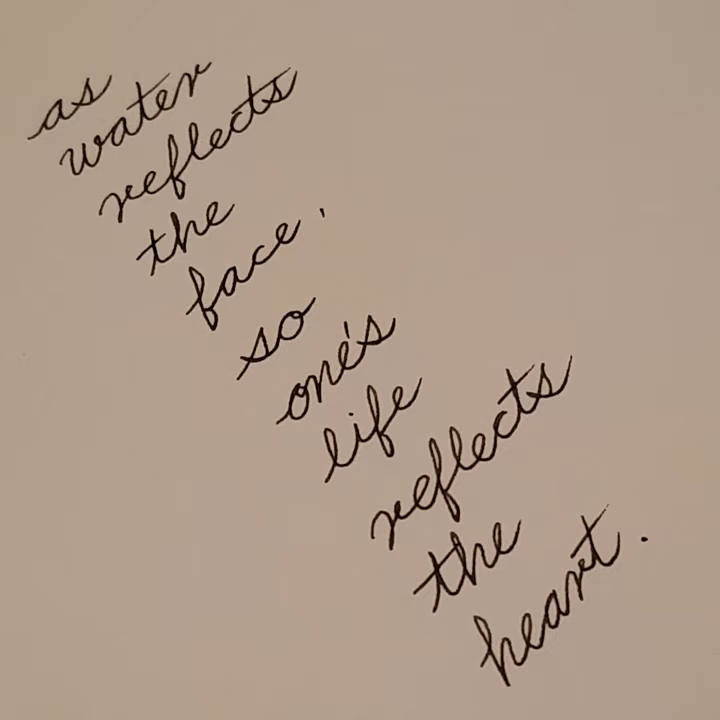 as
water
reflects
the
face,
so
one's
life
reflects
the
heart.